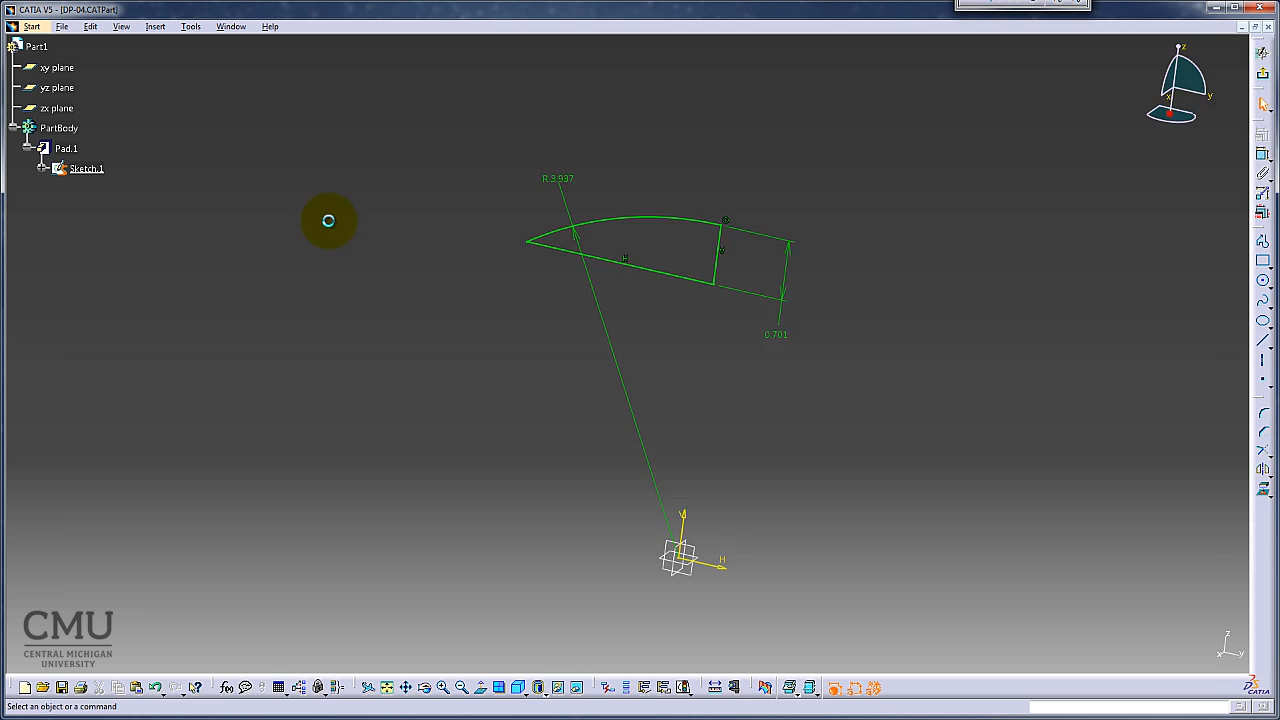 CATIA V5 - [DP-04.CATPart]
Start File Edit View Insert Tools Window Help
Part1
xy plane
yz plane
zx plane
PartBody
Pad.1
Sketch.1
z
x
y
R 3.937
H
V
0.701
V
H
CMU
CENTRAL MICHIGAN
UNIVERSITY
z
x
y
CATIA
Select an object or a command